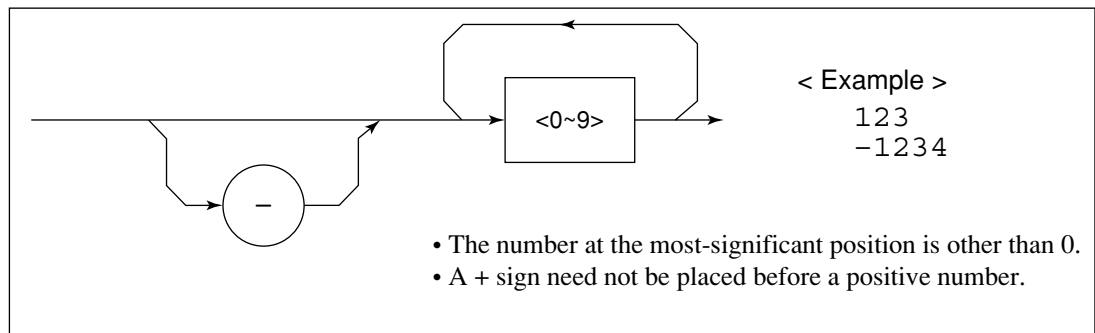 <0~9>
−
< Example >
123
−1234
• The number at the most-significant position is other than 0.
• A + sign need not be placed before a positive number.